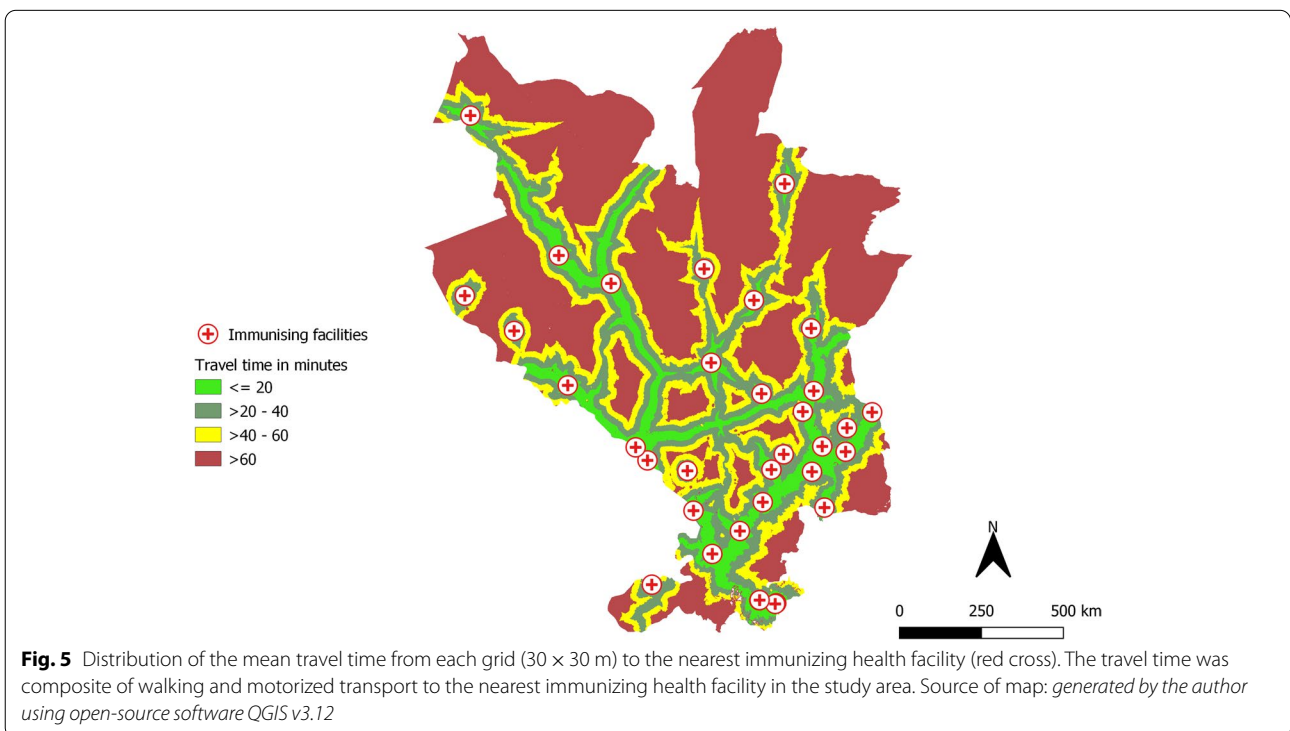 Immunising facilities
Travel time in minutes
<= 20
>20 - 40
>40 - 60
>60
N
0 250 500 km
Fig. 5 Distribution of the mean travel time from each grid (30 × 30 m) to the nearest immunizing health facility (red cross). The travel time was
composite of walking and motorized transport to the nearest immunizing health facility in the study area. Source of map: generated by the author
using open-source software QGIS v3.12